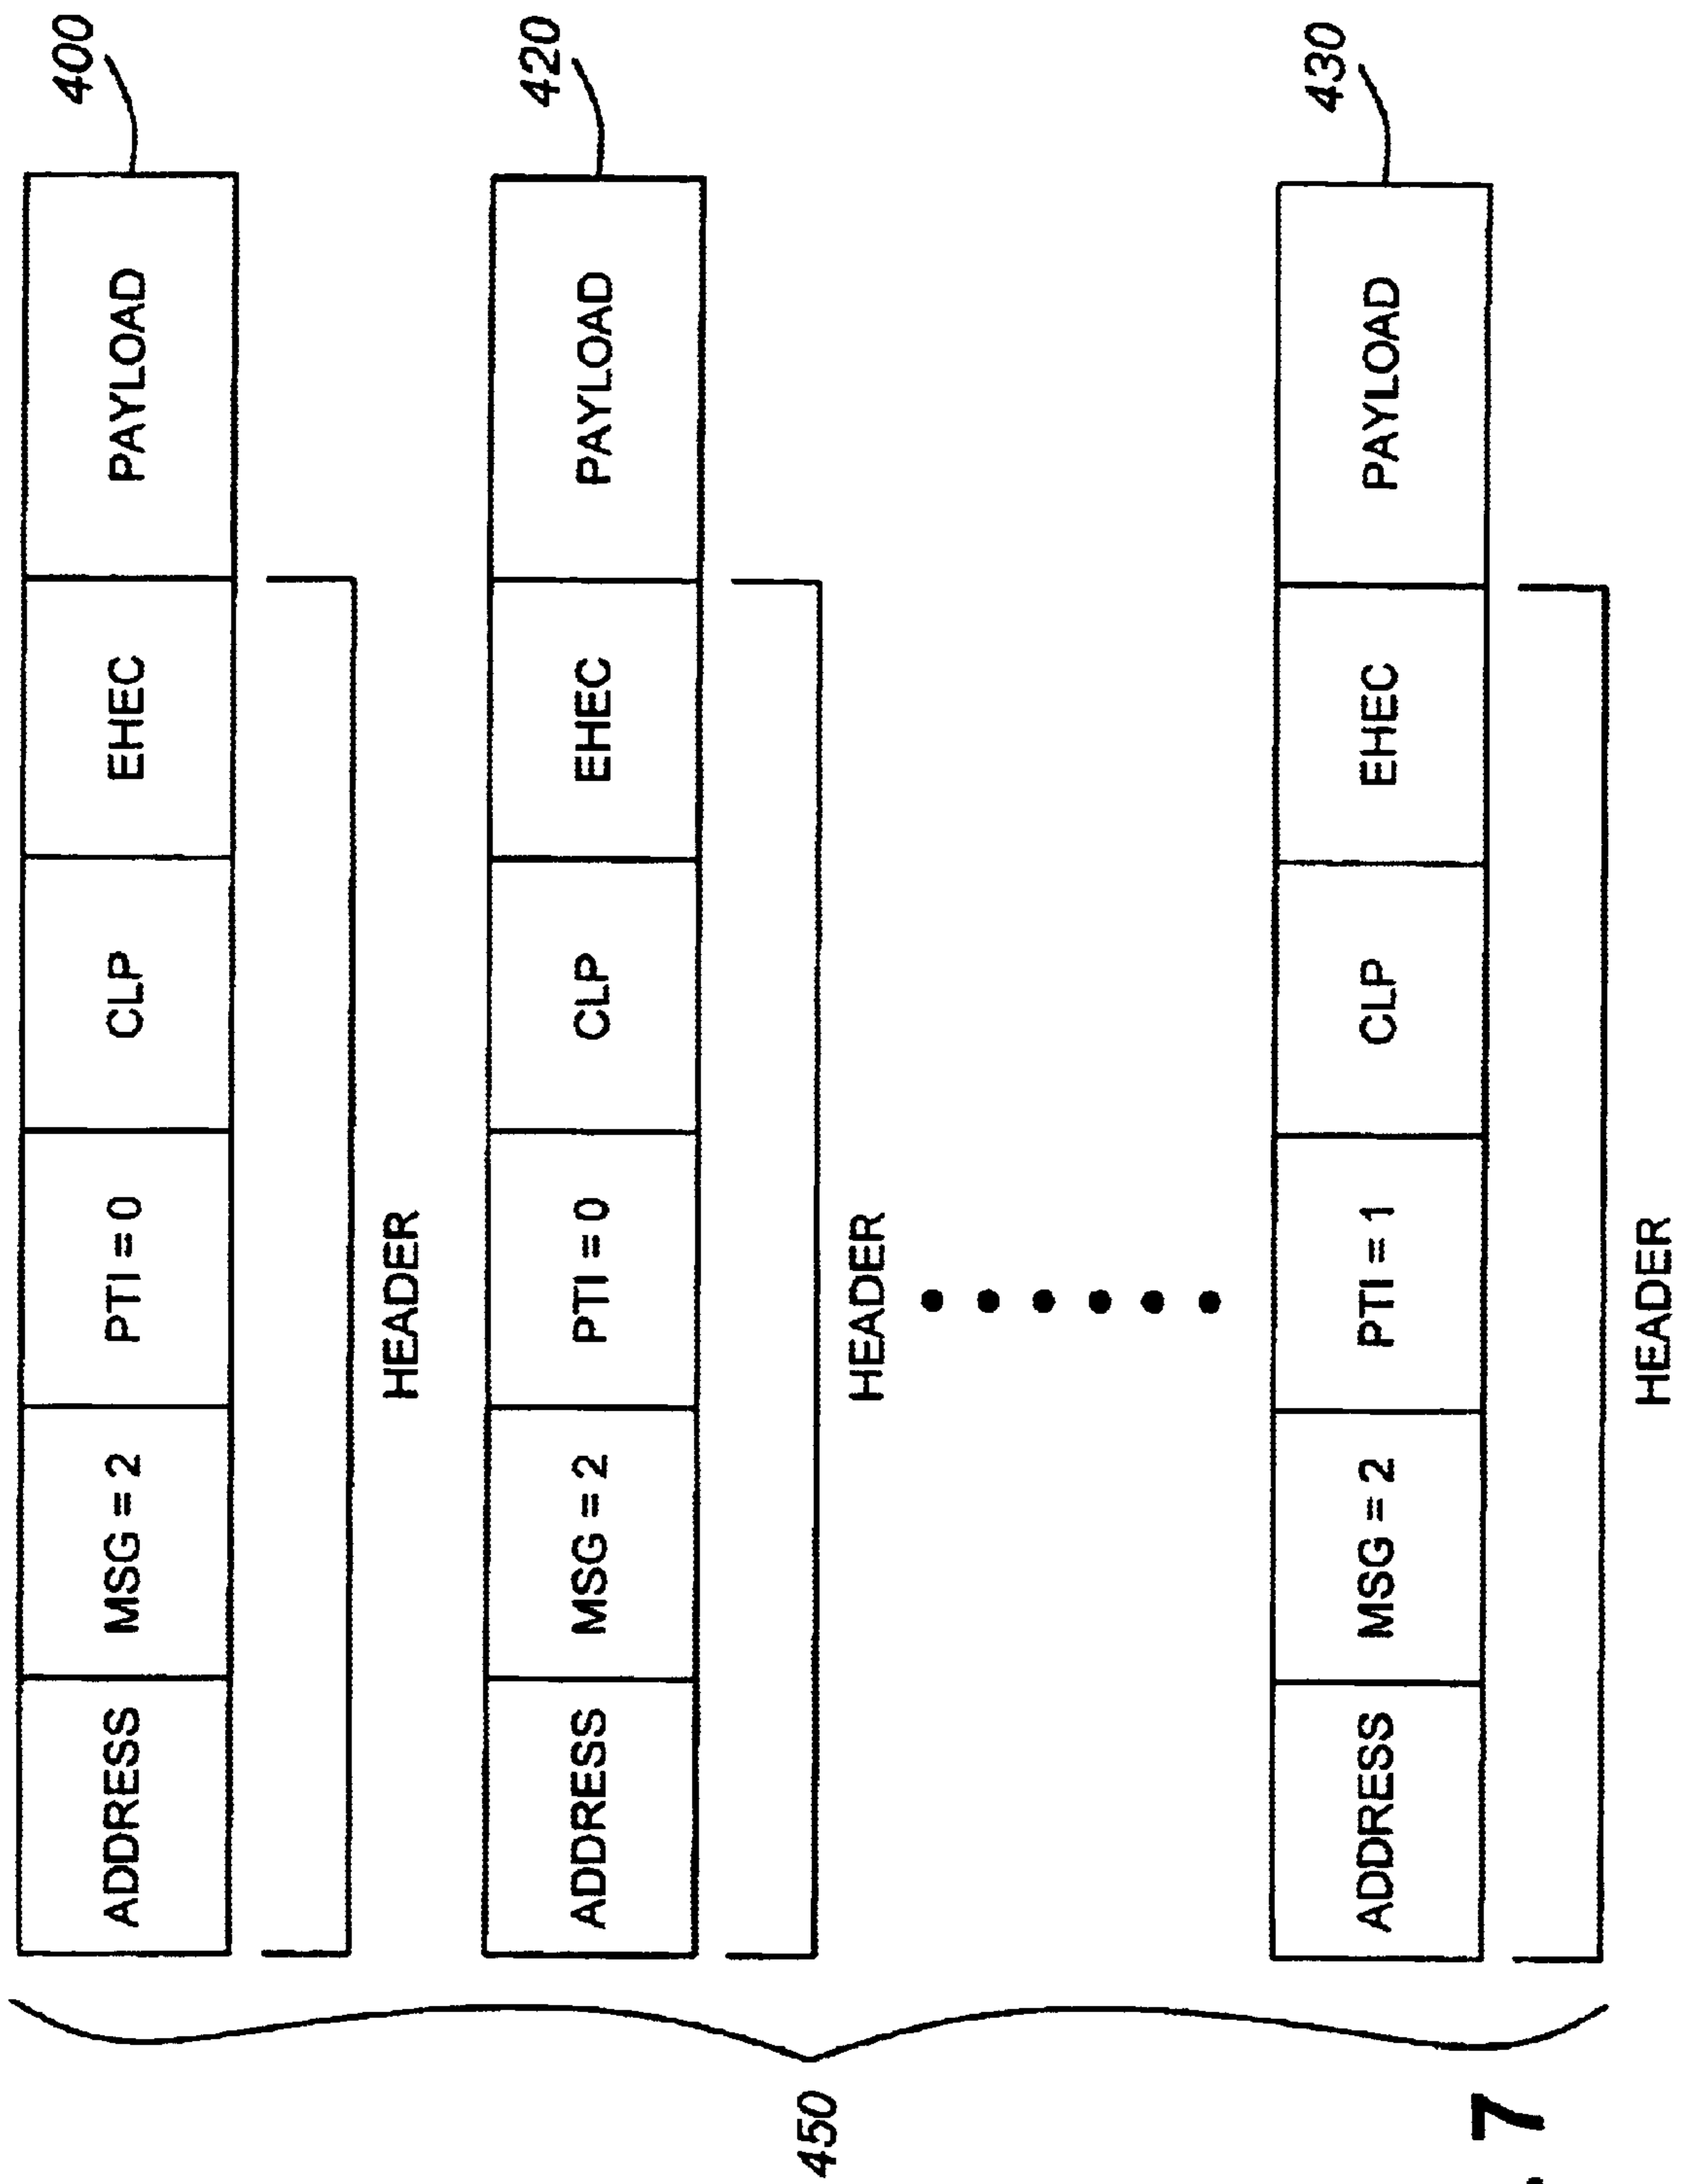 400
ADDRESS MSG = 2 PTI = 0 CLP EHEC PAYLOAD
HEADER
420
ADDRESS MSG = 2 PTI = 0 CLP EHEC PAYLOAD
HEADER
450
430
ADDRESS MSG = 2 PTI = 1 CLP EHEC PAYLOAD
HEADER
7